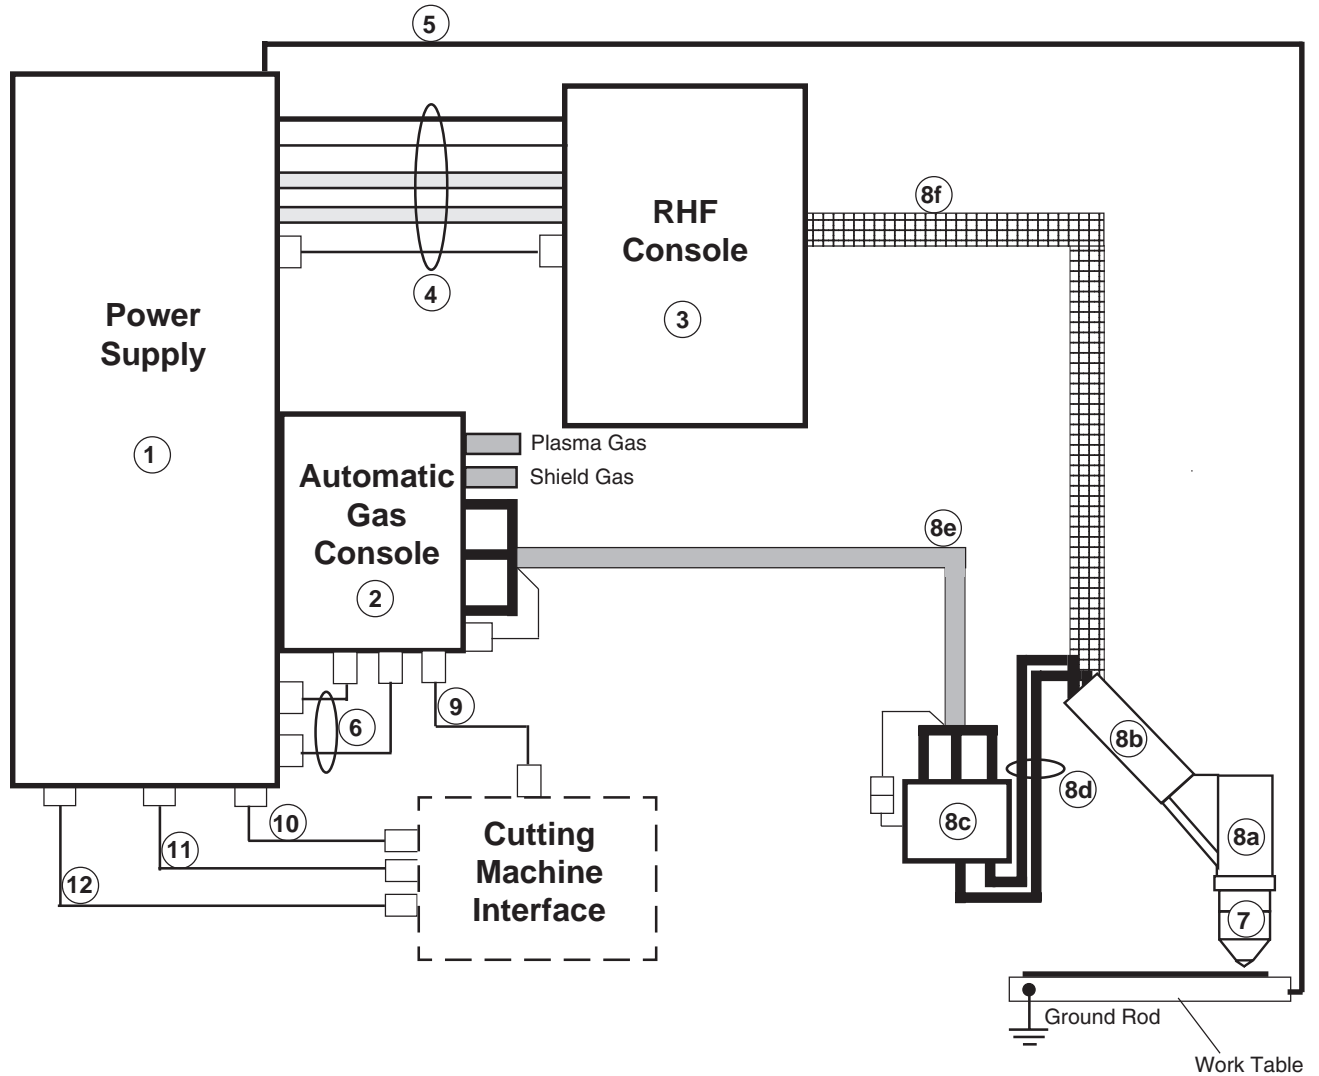 5
Power
Supply
1
4
RHF
Console
3
8f
Automatic
Gas
Console
2
Plasma Gas
Shield Gas
8e
6
9
10
11
12
Cutting
Machine
Interface
8c
8d
8b
8a
7
Ground Rod
Work Table